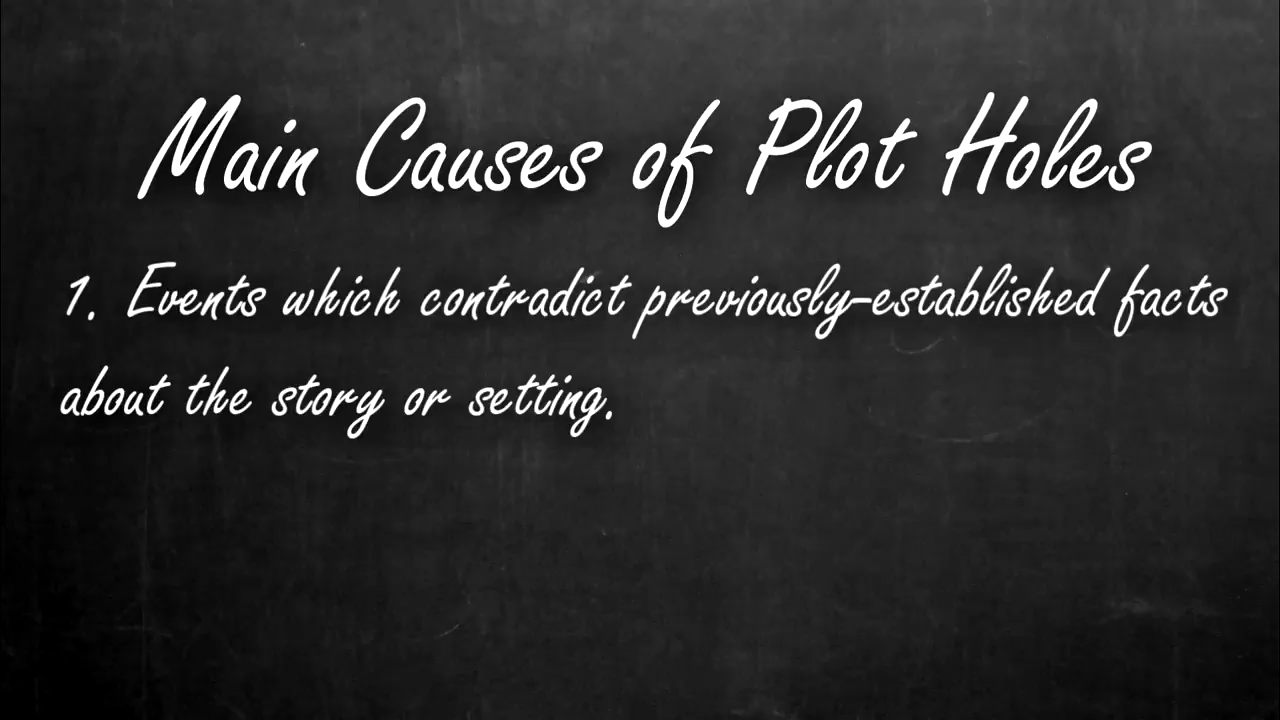 Main Causes of Plot Holes
1. Events which contradict previously-established facts
about the story or setting.